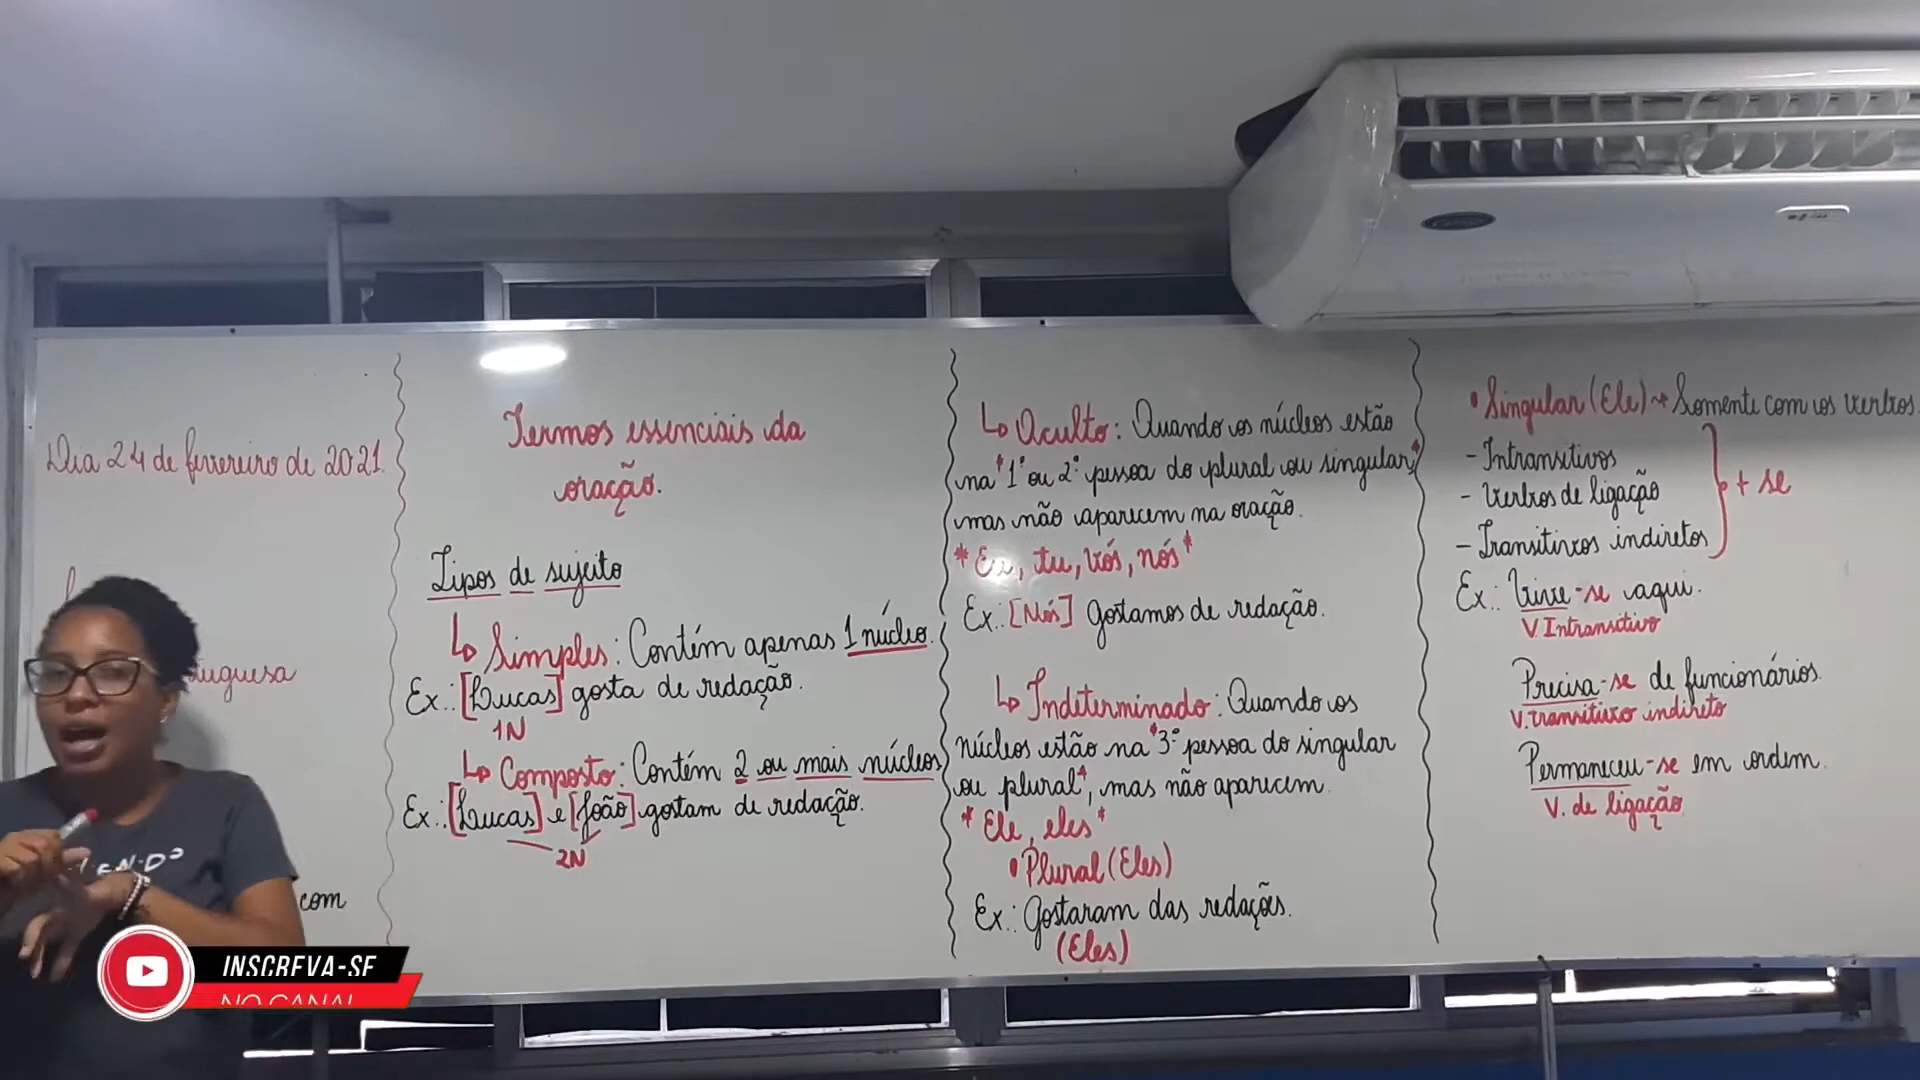 Dia 24 de fevereiro de 2021.
tuguesa
com
Termos essenciais da
oração.
Tipos de sujeito
↳ Simples: Contém apenas 1 núcleo.
Ex.: [Lucas] gosta de redação.
1N
↳ Composto: Contém 2 ou mais núcleos
Ex.: [Lucas] e [João] gostam de redação.
2N
↳ Oculto: Quando os núcleos estão
na *1º ou 2º pessoa do plural ou singular,*
mas não aparecem na oração.
* Eu, tu, vós, nós *
Ex.: [Nós] gostamos de redação.
↳ Indeterminado: Quando os
núcleos estão na *3º pessoa do singular
ou plural*, mas não aparecem.
* Ele, eles *
• Plural (Eles)
Ex.: Gostaram das redações.
(Eles)
• Singular (Ele) → Somente com os verbos.
- Intransitivos
- Verbos de ligação
- Transitivos indiretos
+ se
Ex.: Vive-se aqui.
V. Intransitivo
Precisa-se de funcionários.
V. transitivo indireto
Permaneceu-se em ordem.
V. de ligação
INSCREVA-SE
NO CANAL